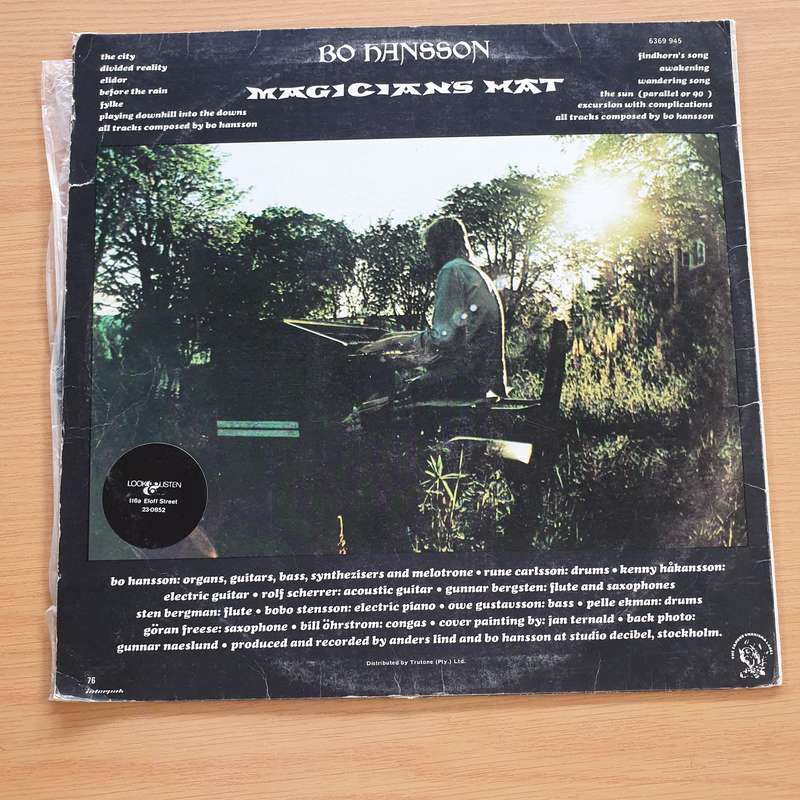 BO HANSSON
6369 945
MAGICIAN'S HAT
the city
divided reality
elidor
before the rain
fylke
playing downhill into the downs
all tracks composed by bo hansson
findhorn's song
awakening
wandering song
the sun (parallel or 90 )
excursion with complications
all tracks composed by bo hansson
LOOK & LISTEN
116a Eloff Street
23-0852
bo hansson: organs, guitars, bass, synthezisers and melotrone • rune carlsson: drums • kenny håkansson:
electric guitar • rolf scherrer: acoustic guitar • gunnar bergsten: flute and saxophones
sten bergman: flute • bobo stensson: electric piano • owe gustavsson: bass • pelle ekman: drums
göran freese: saxophone • bill öhrstrom: congas • cover painting by: jan ternald • back photo:
gunnar naeslund • produced and recorded by anders lind and bo hansson at studio decibel, stockholm.
Distributed by Trutone (Pty.) Ltd.
76